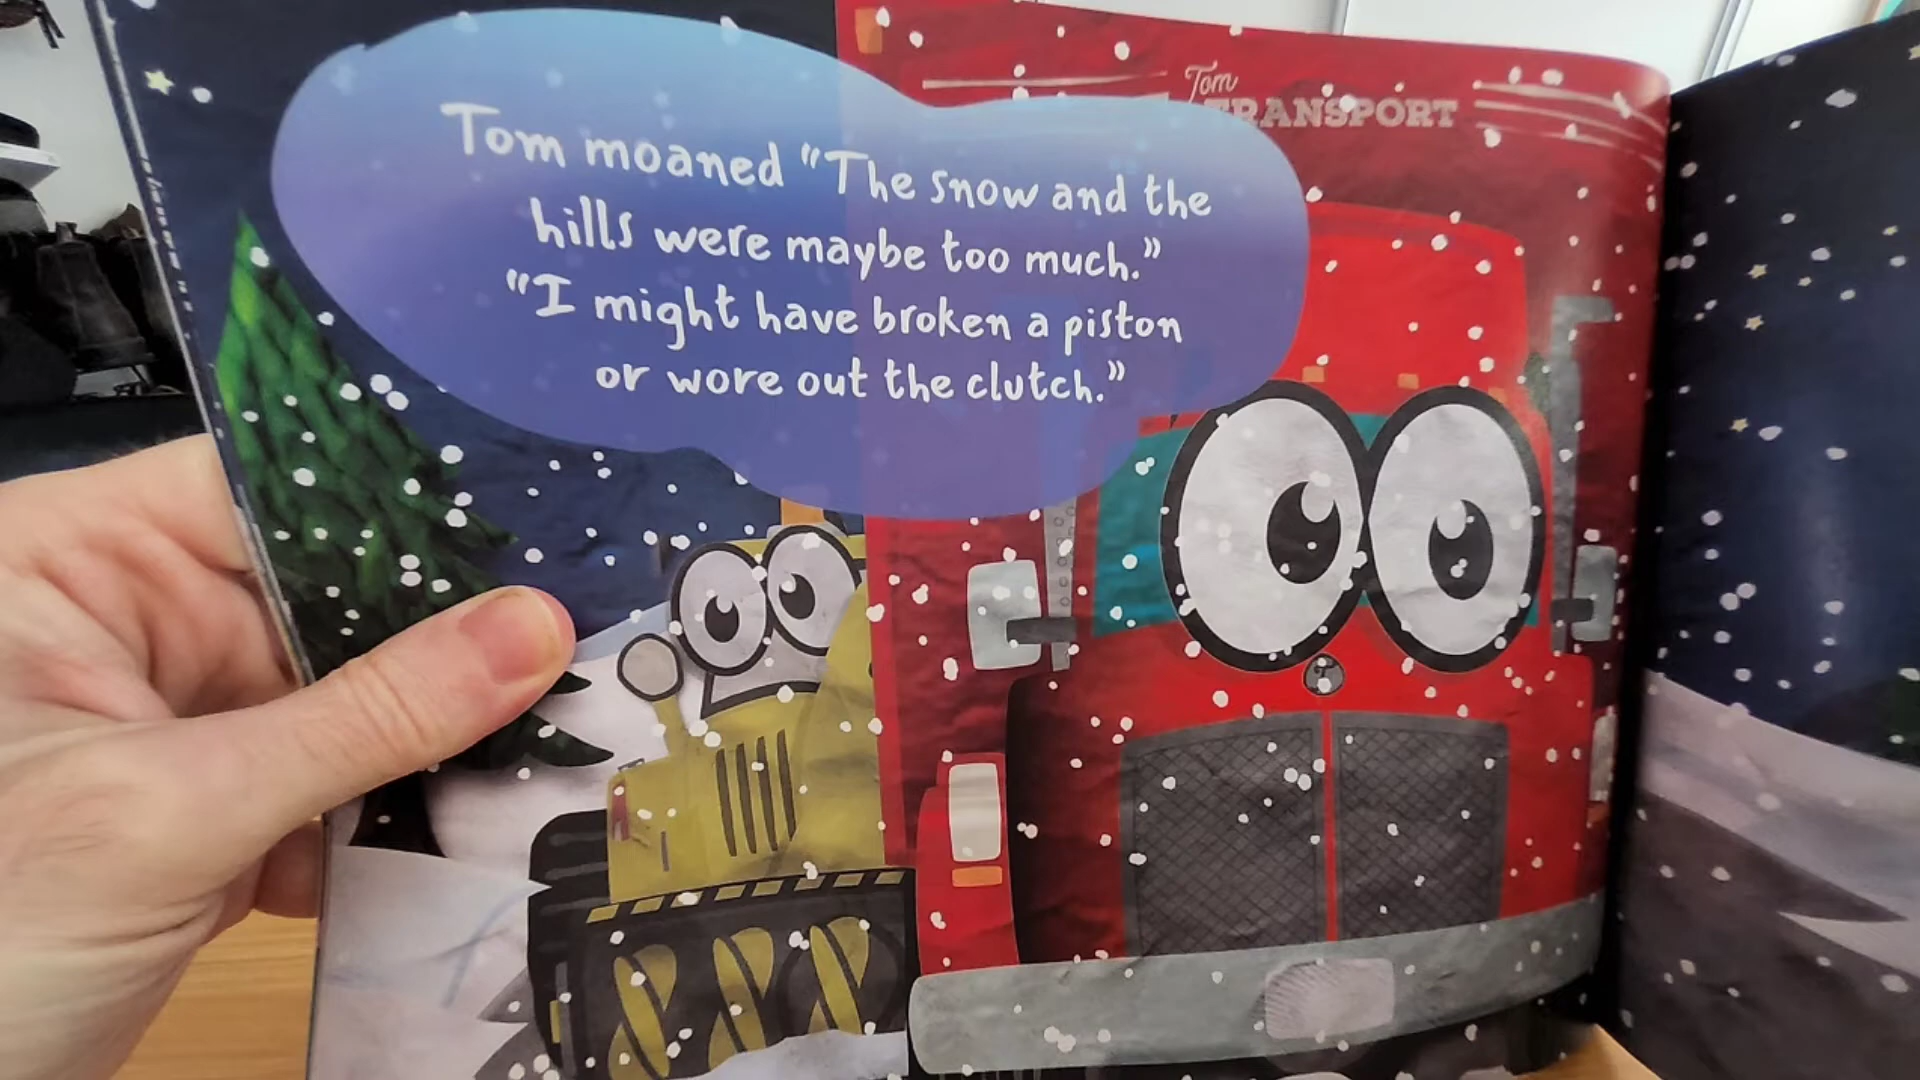 Tom
TRANSPORT
Tom moaned “The snow and the
hills were maybe too much.”
“I might have broken a piston
or wore out the clutch.”
T